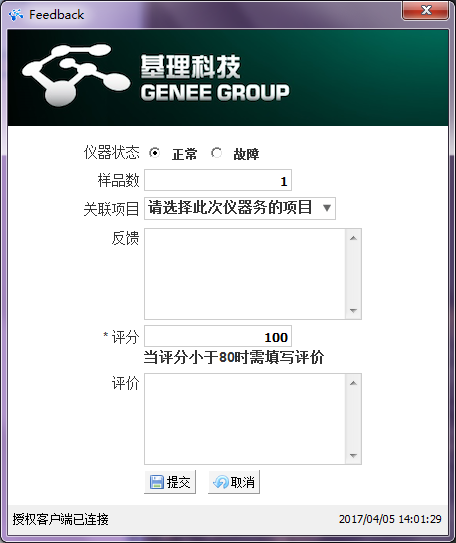 Feedback
基理科技
GENEE GROUP
仪器状态 正常 故障
样品数 1
关联项目 请选择此次仪器务的项目
反馈
* 评分 100
当评分小于80时需填写评价
评价
提交 取消
授权客户端已连接 2017/04/05 14:01:29